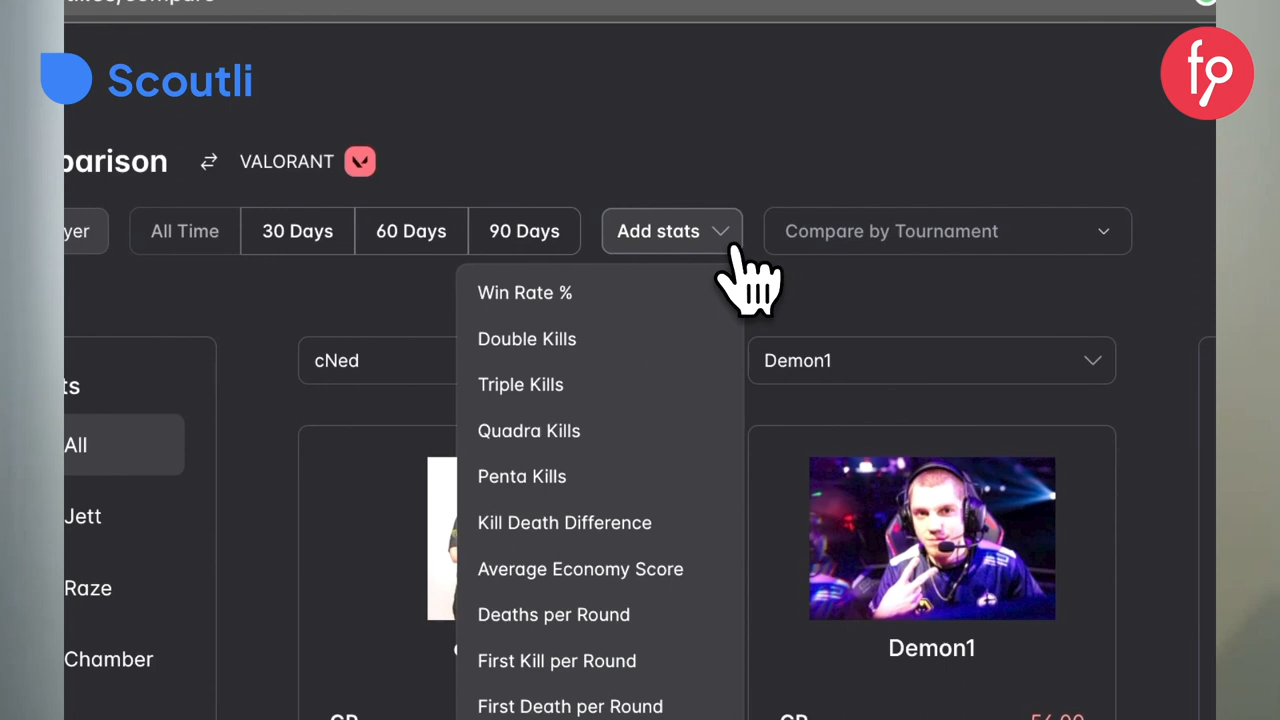 Scoutli
fp
parison
VALORANT
yer
All Time
30 Days
60 Days
90 Days
Add stats
Compare by Tournament
Win Rate %
Double Kills
Triple Kills
Quadra Kills
Penta Kills
Kill Death Difference
Average Economy Score
Deaths per Round
First Kill per Round
First Death per Round
ts
All
Jett
Raze
Chamber
cNed
Demon1
Demon1